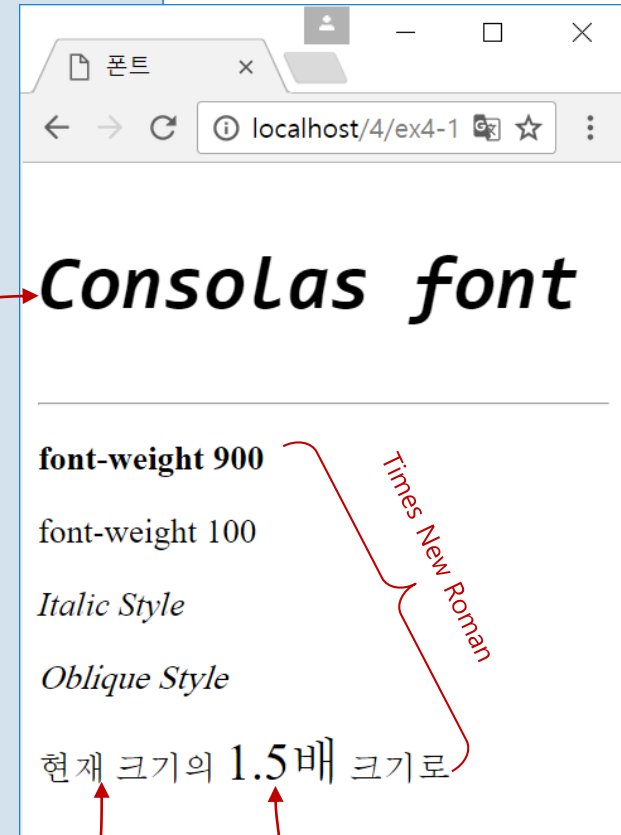 폰트
localhost/4/ex4-1
Consolas font
font-weight 900
font-weight 100
Italic Style
Oblique Style
현재 크기의 1.5배 크기로
Times New Roman